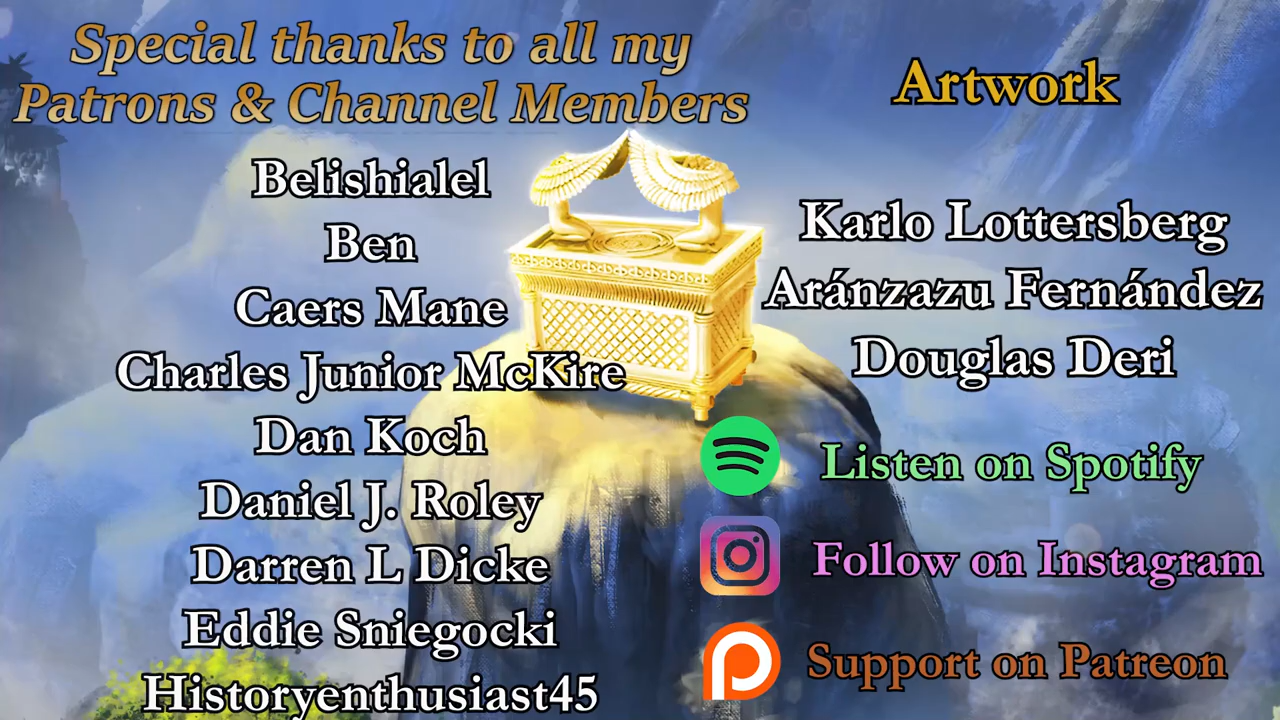 Special thanks to all my
Patrons & Channel Members
Belishialel
Ben
Caers Mane
Charles Junior McKire
Dan Koch
Daniel J. Roley
Darren L Dicke
Eddie Sniegocki
Historyenthusiast45
Artwork
Karlo Lottersberg
Aránzazu Fernández
Douglas Deri
Listen on Spotify
Follow on Instagram
Support on Patreon